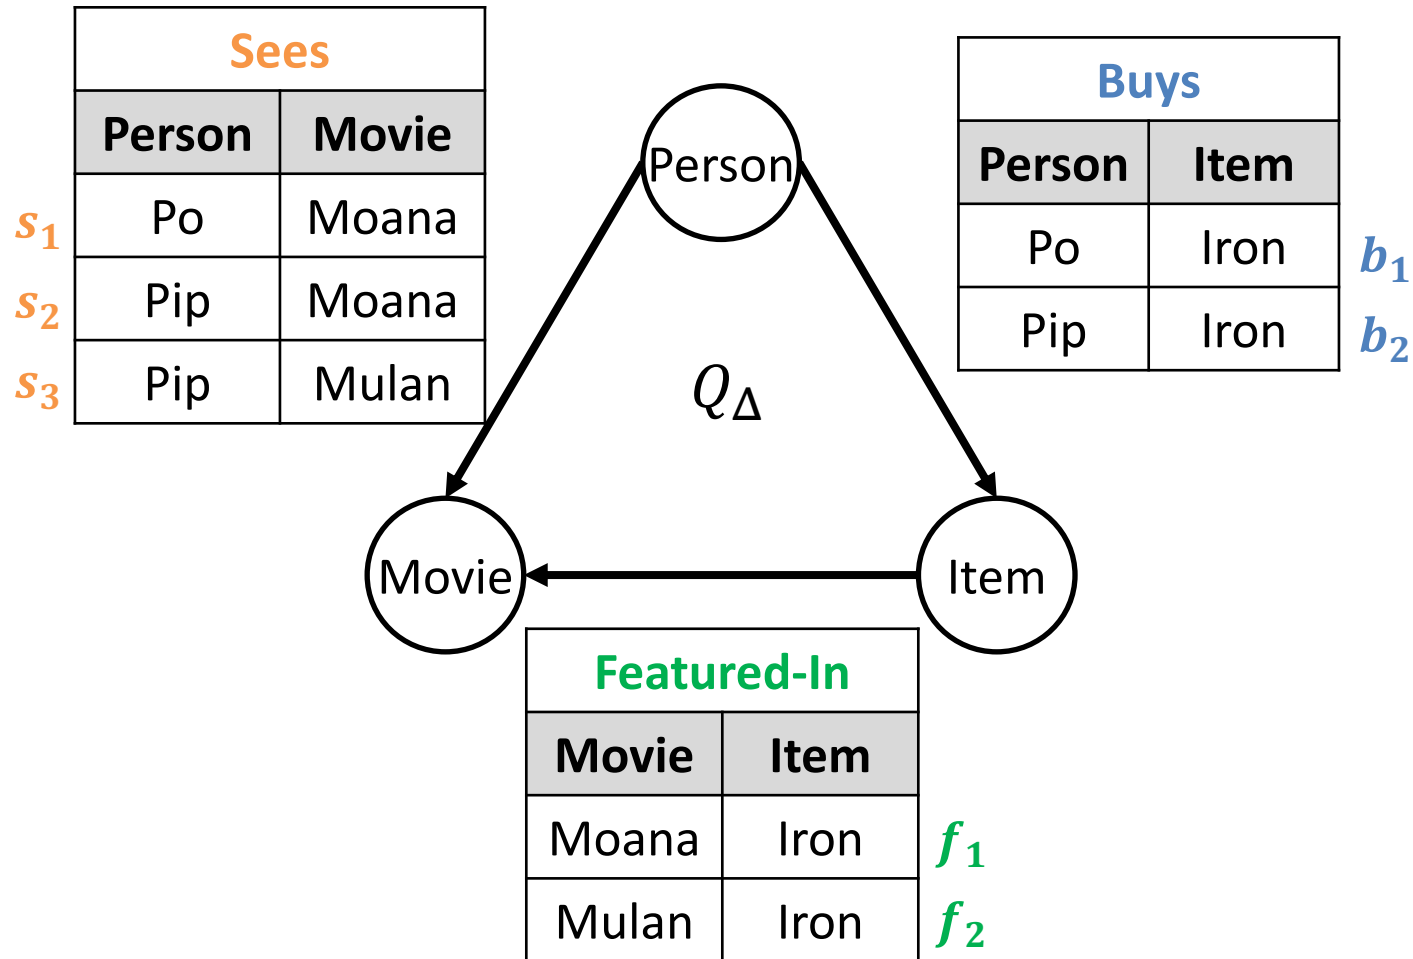 Sees
Person Movie
s1 Po Moana
s2 Pip Moana
s3 Pip Mulan
Buys
Person Item
Po Iron b1
Pip Iron b2
Person
QΔ
Movie
Item
Featured-In
Movie Item
Moana Iron f1
Mulan Iron f2